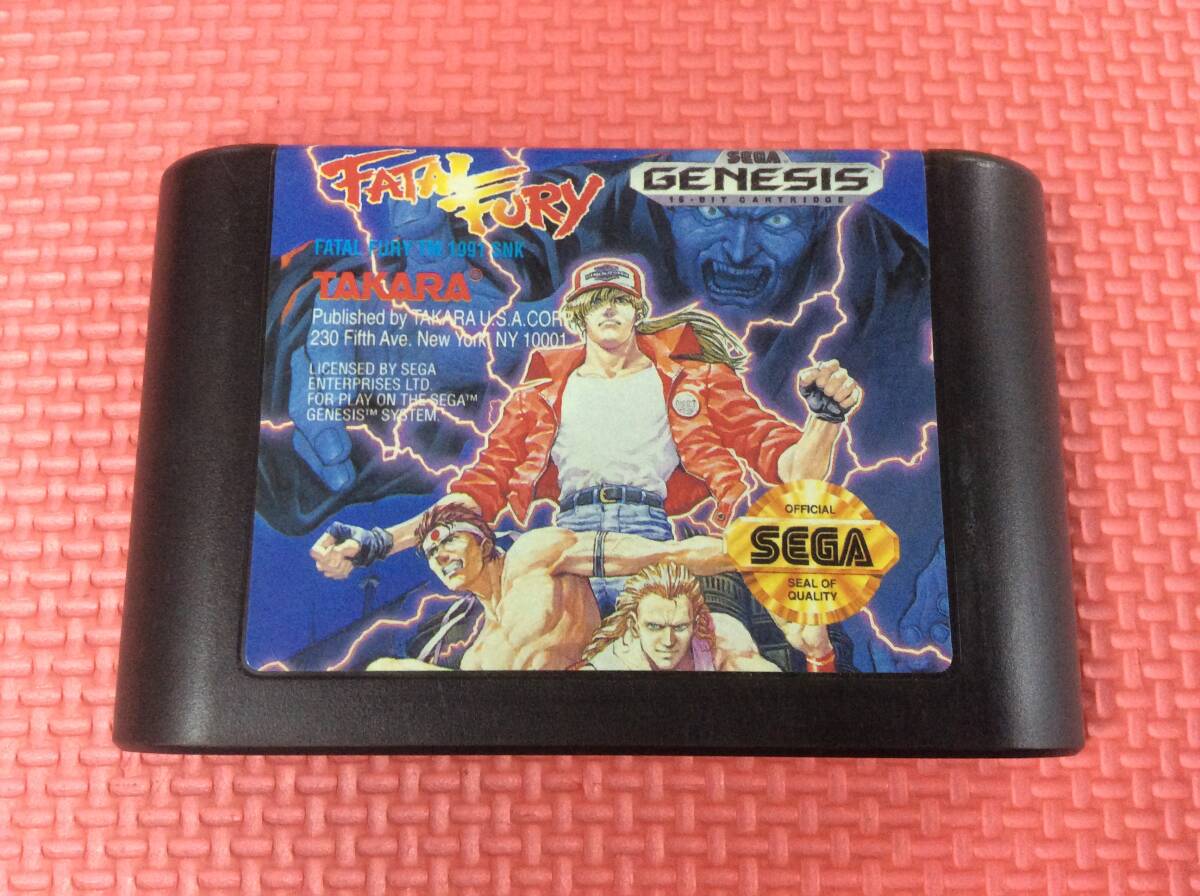 FATAL FURY
SEGA
GENESIS
16-BIT CARTRIDGE
FATAL FURY TM 1991 SNK
TAKARA®
Published by TAKARA U.S.A.CORP.
230 Fifth Ave. New York, NY 10001
LICENSED BY SEGA
ENTERPRISES LTD.
FOR PLAY ON THE SEGA™
GENESIS™ SYSTEM.
OFFICIAL
SEGA™
SEAL OF
QUALITY